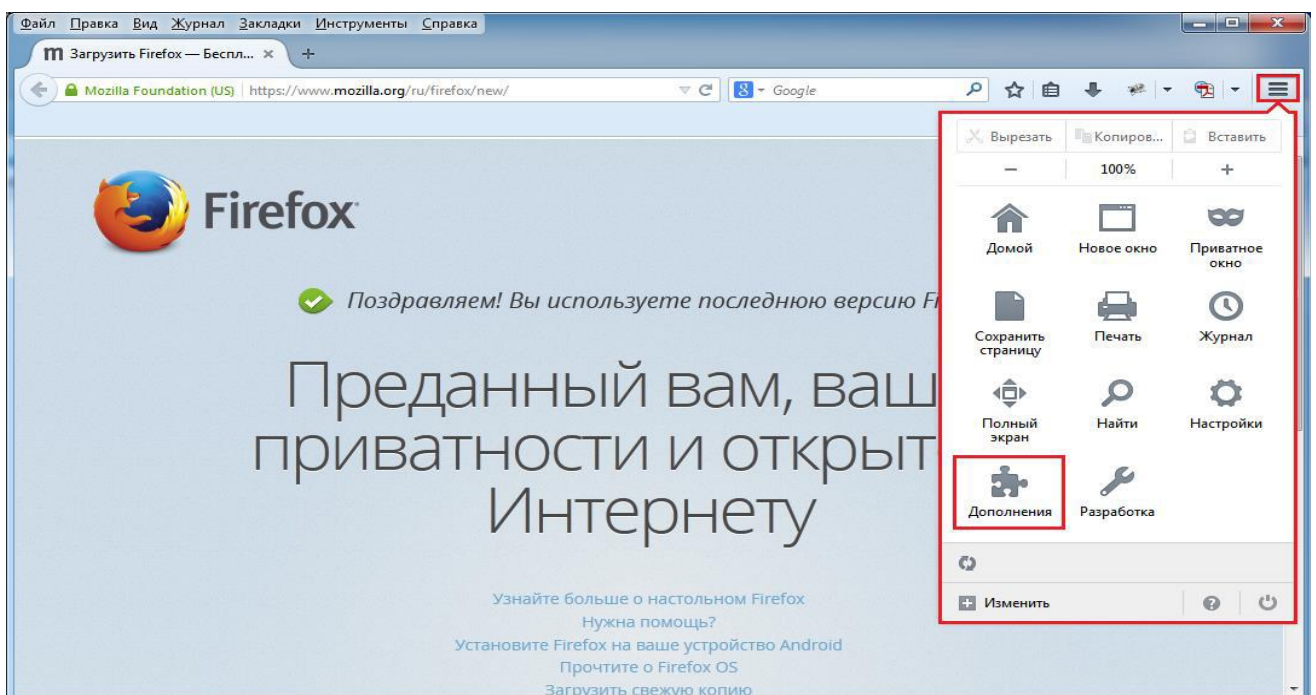 Файл Правка Вид Журнал Закладки Инструменты Справка
m Загрузить Firefox — Беспл...
Mozilla Foundation (US) https://www.mozilla.org/ru/firefox/new/ 8 Google
Вырезать Копиров... Вставить
− 100% +
Firefox
Домой Новое окно Приватное
окно
Поздравляем! Вы используете последнюю версию
Сохранить Печать Журнал
страницу
Преданный вам, ваш
приватности и открыт
Интернету
Полный Найти Настройки
экран
Дополнения Разработка
Изменить
Узнайте больше о настольном Firefox
Нужна помощь?
Установите Firefox на ваше устройство Android
Прочтите о Firefox OS
Загрузить свежую копию